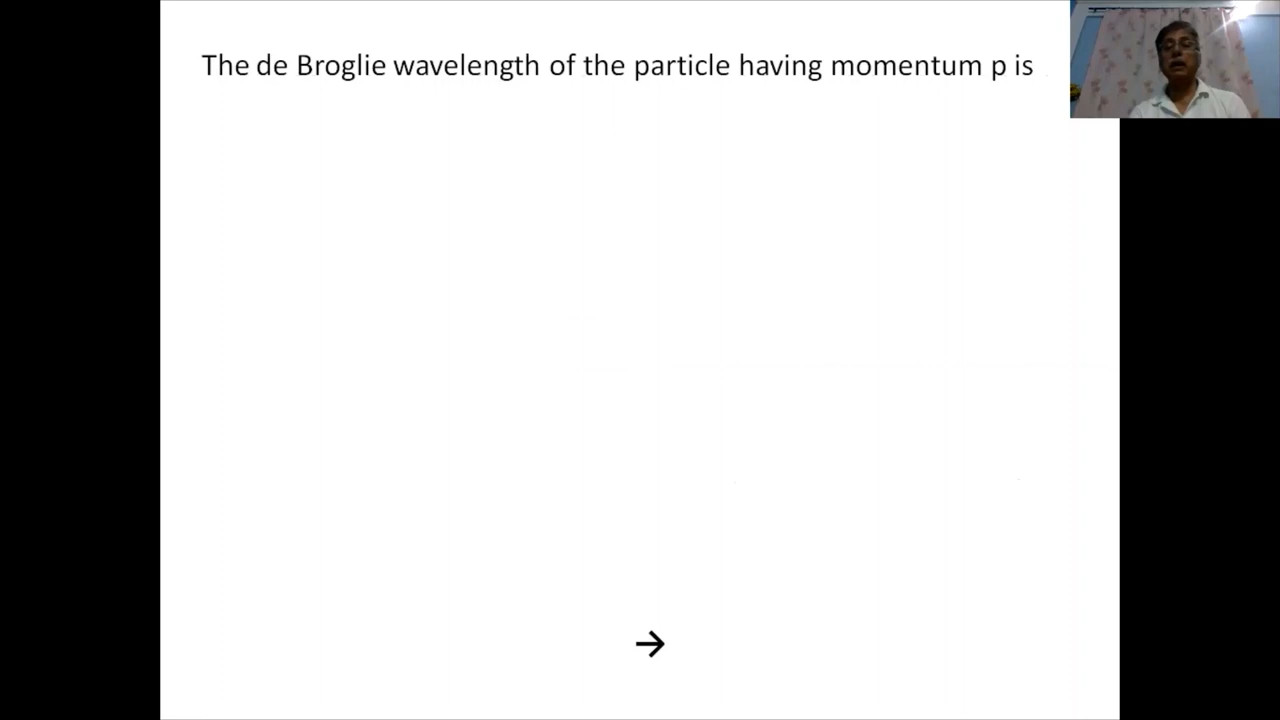 The de Broglie wavelength of the particle having momentum p is
→